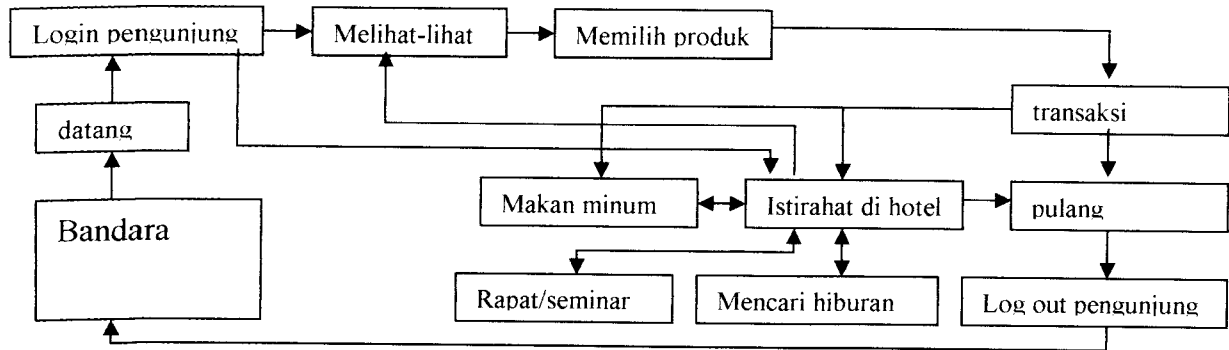 Login pengunjung
Melihat-lihat
Memilih produk
datang
transaksi
Bandara
Makan minum
Istirahat di hotel
pulang
Rapat/seminar
Mencari hiburan
Log out pengunjung